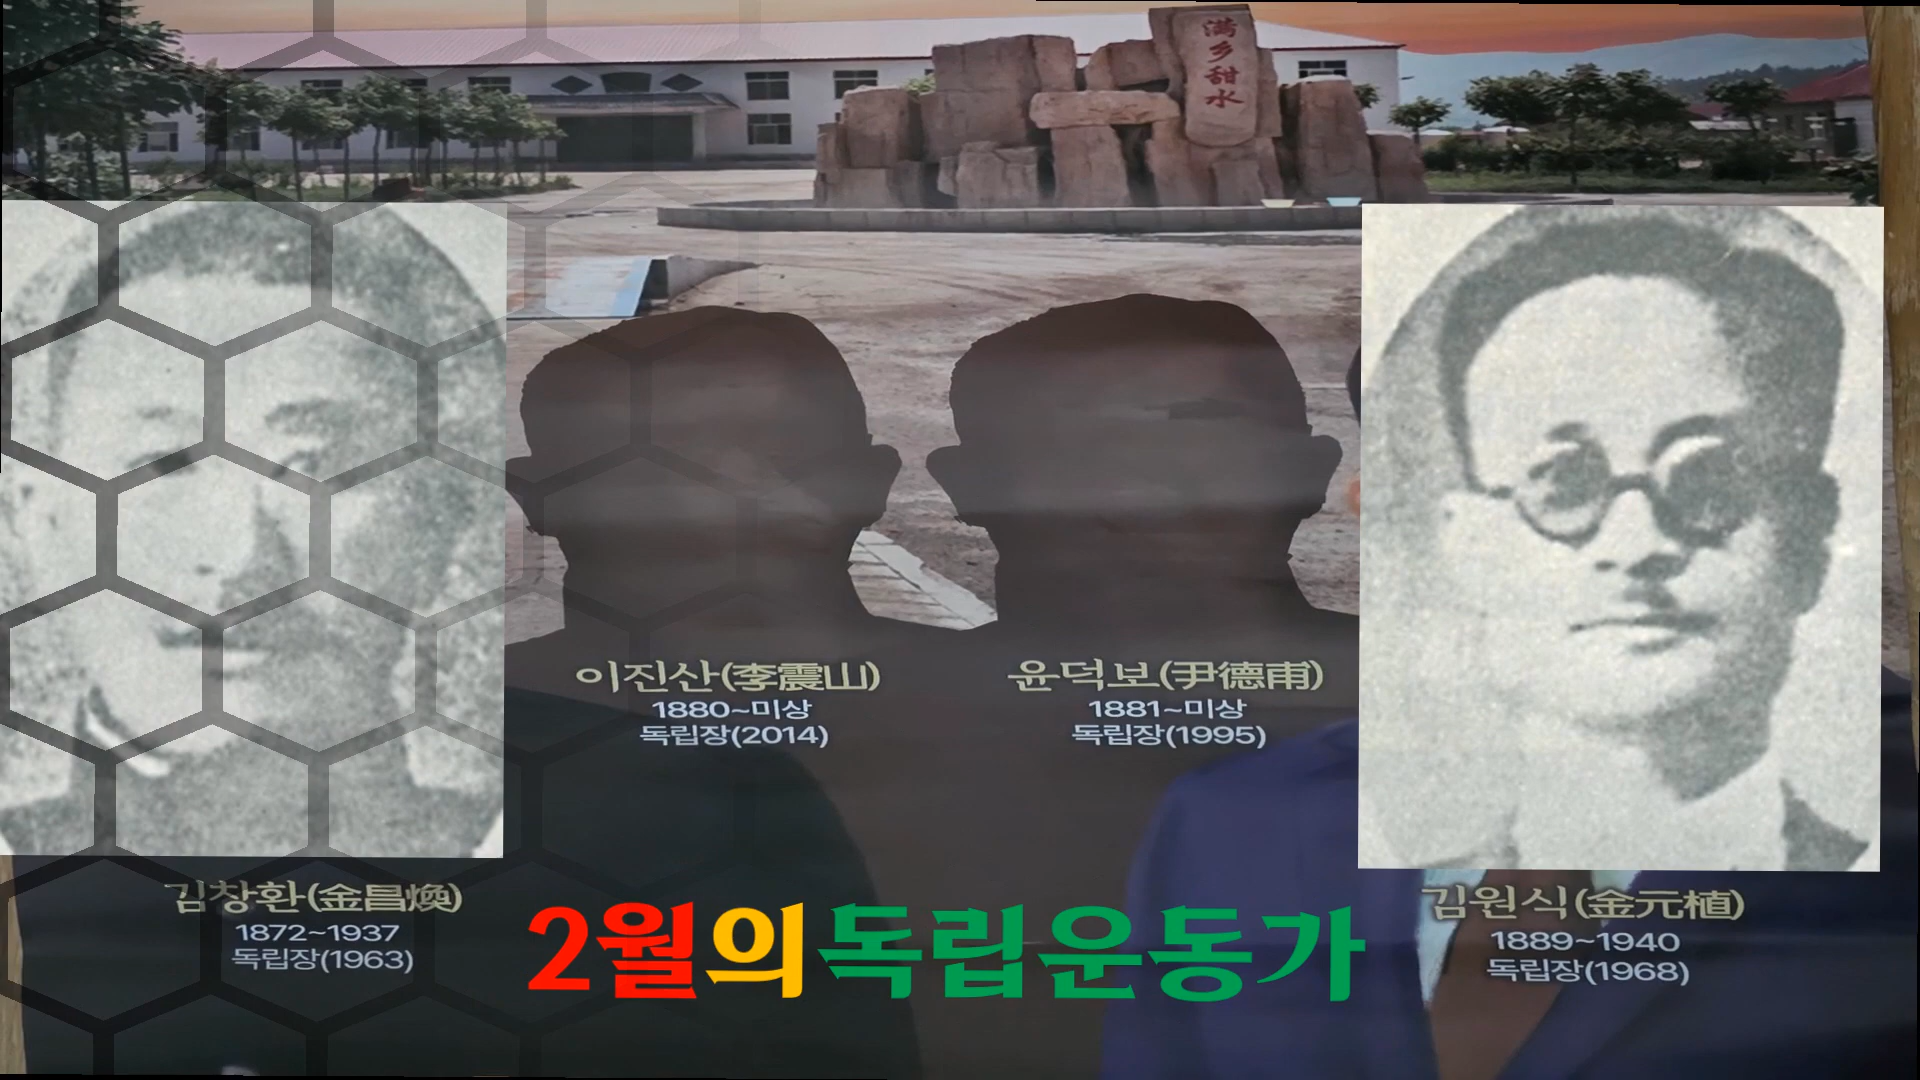 满乡甜水
이진산(李震山)
1880~미상
독립장(2014)
윤덕보(尹德甫)
1881~미상
독립장(1995)
김창환(金昌煥)
1872~1937
독립장(1963)
2월의독립운동가
김원식(金元植)
1889~1940
독립장(1968)